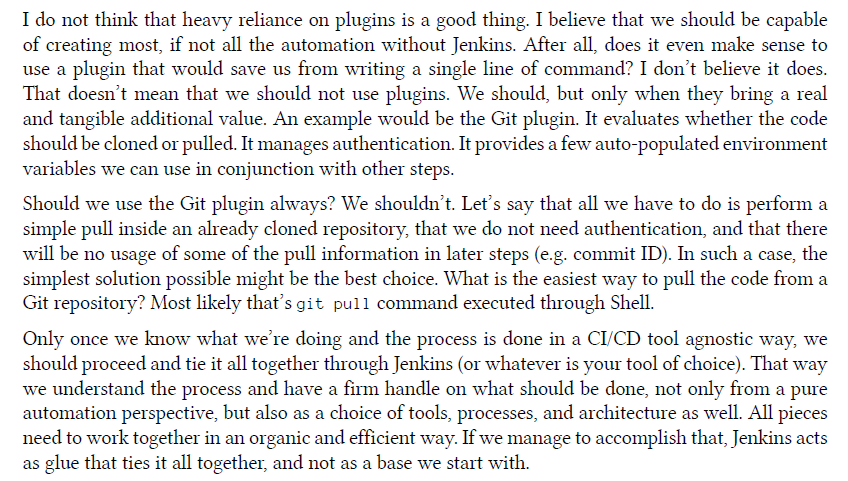 I do not think that heavy reliance on plugins is a good thing. I believe that we should be capable
of creating most, if not all the automation without Jenkins. After all, does it even make sense to
use a plugin that would save us from writing a single line of command? I don’t believe it does.
That doesn’t mean that we should not use plugins. We should, but only when they bring a real
and tangible additional value. An example would be the Git plugin. It evaluates whether the code
should be cloned or pulled. It manages authentication. It provides a few auto-populated environment
variables we can use in conjunction with other steps.
Should we use the Git plugin always? We shouldn’t. Let’s say that all we have to do is perform a
simple pull inside an already cloned repository, that we do not need authentication, and that there
will be no usage of some of the pull information in later steps (e.g. commit ID). In such a case, the
simplest solution possible might be the best choice. What is the easiest way to pull the code from a
Git repository? Most likely that’s git pull command executed through Shell.
Only once we know what we’re doing and the process is done in a CI/CD tool agnostic way, we
should proceed and tie it all together through Jenkins (or whatever is your tool of choice). That way
we understand the process and have a firm handle on what should be done, not only from a pure
automation perspective, but also as a choice of tools, processes, and architecture as well. All pieces
need to work together in an organic and efficient way. If we manage to accomplish that, Jenkins acts
as glue that ties it all together, and not as a base we start with.